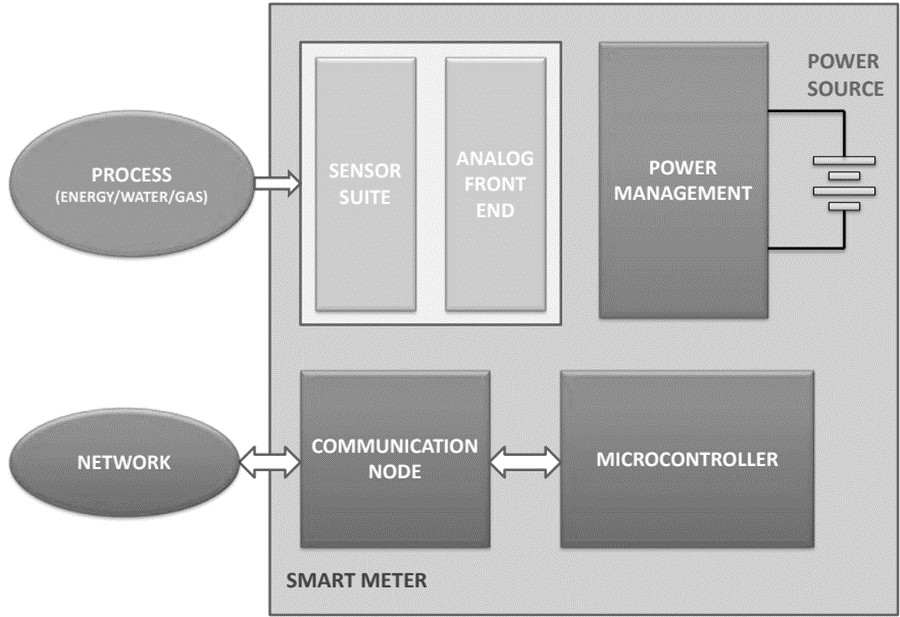 POWER
SOURCE
PROCESS
(ENERGY/WATER/GAS)
SENSOR
SUITE
ANALOG
FRONT
END
POWER
MANAGEMENT
NETWORK
COMMUNICATION
NODE
MICROCONTROLLER
SMART METER